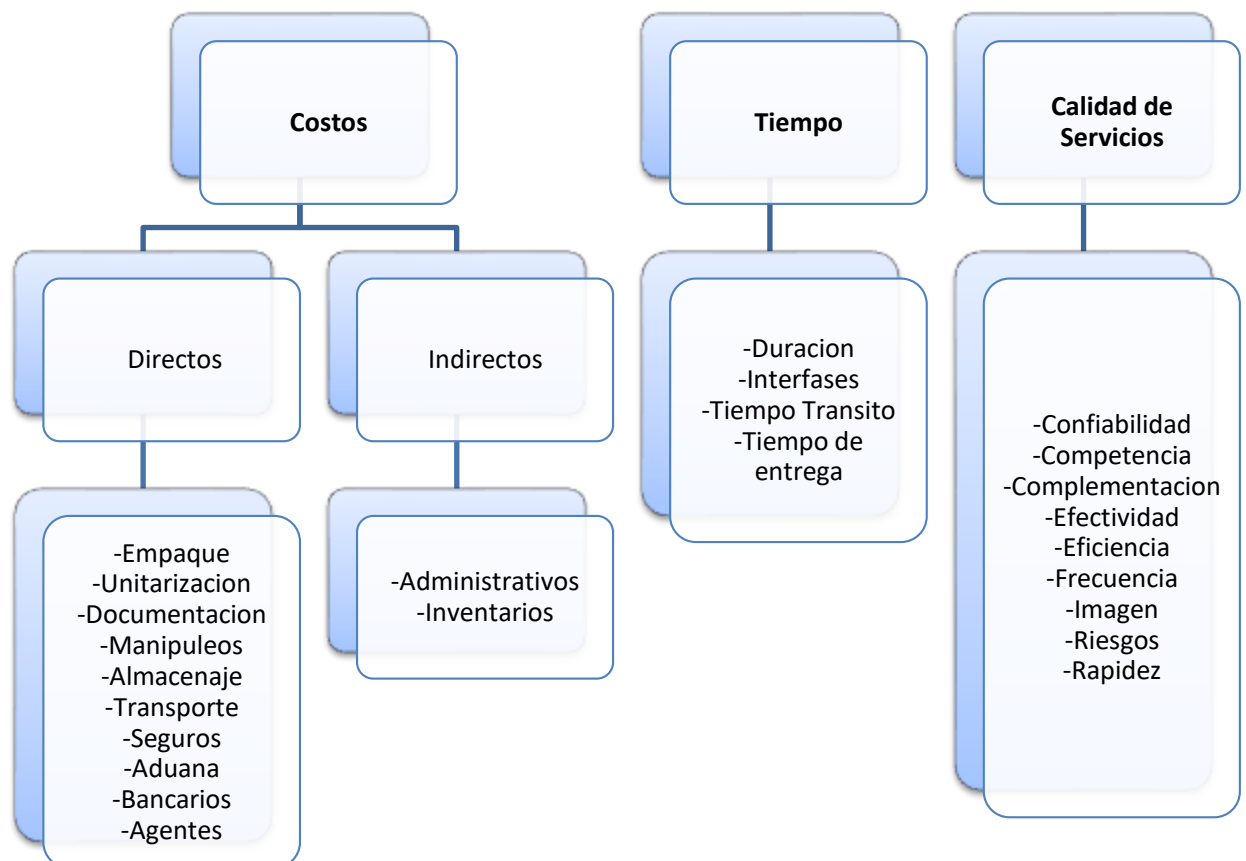 Costos
Directos
-Empaque
-Unitarizacion
-Documentacion
-Manipuleos
-Almacenaje
-Transporte
-Seguros
-Aduana
-Bancarios
-Agentes
Indirectos
-Administrativos
-Inventarios
Tiempo
-Duracion
-Interfases
-Tiempo Transito
-Tiempo de
entrega
Calidad de
Servicios
-Confiabilidad
-Competencia
-Complementacion
-Efectividad
-Eficiencia
-Frecuencia
-Imagen
-Riesgos
-Rapidez